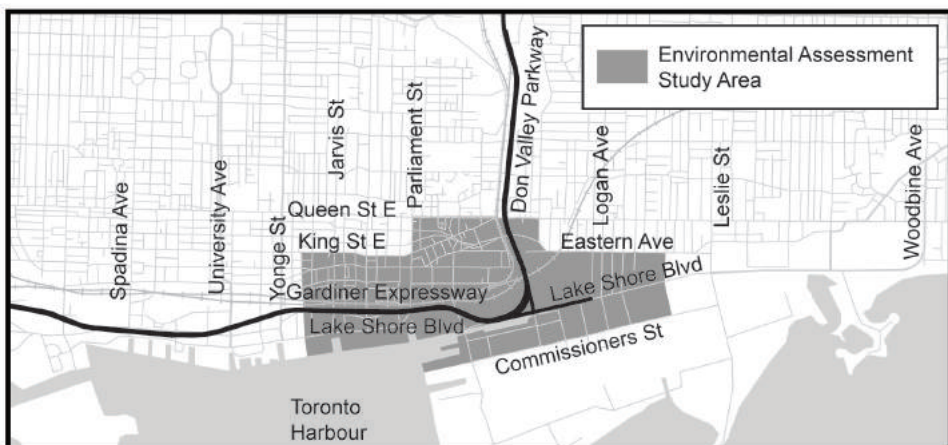 Environmental Assessment
Study Area
Spadina Ave
University Ave
Yonge St
Jarvis St
Parliament St
Don Valley Parkway
Logan Ave
Leslie St
Woodbine Ave
Queen St E
King St E
Eastern Ave
Gardiner Expressway
Lake Shore Blvd
Lake Shore Blvd
Commissioners St
Toronto
Harbour